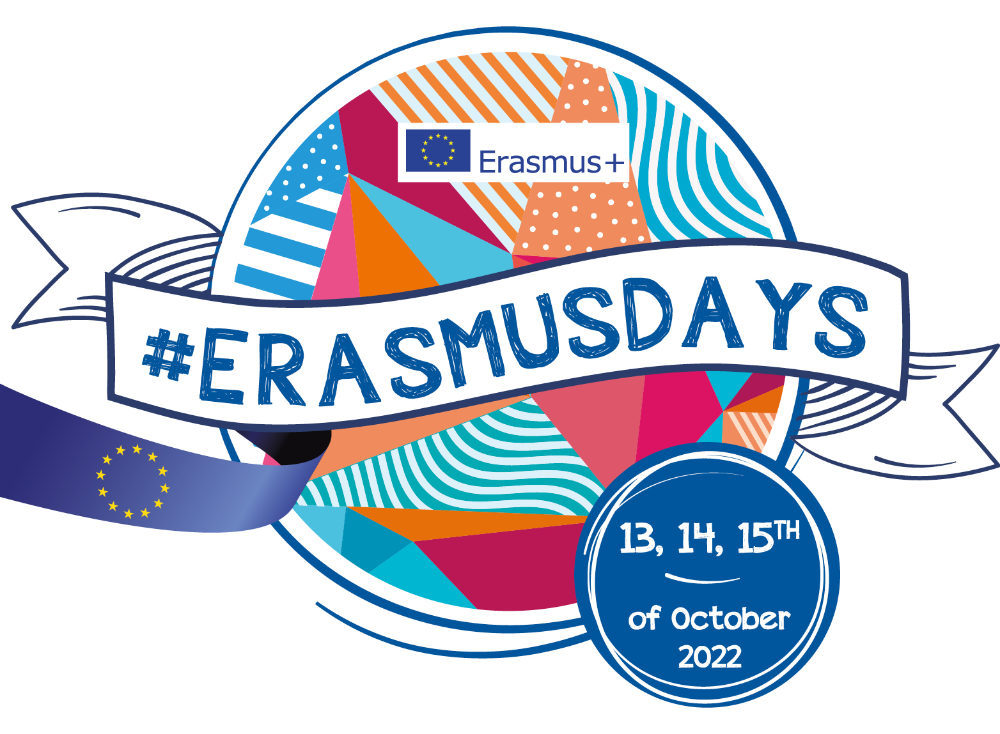 Erasmus+
#ERASMUSDAYS
13, 14, 15TH
of October
2022